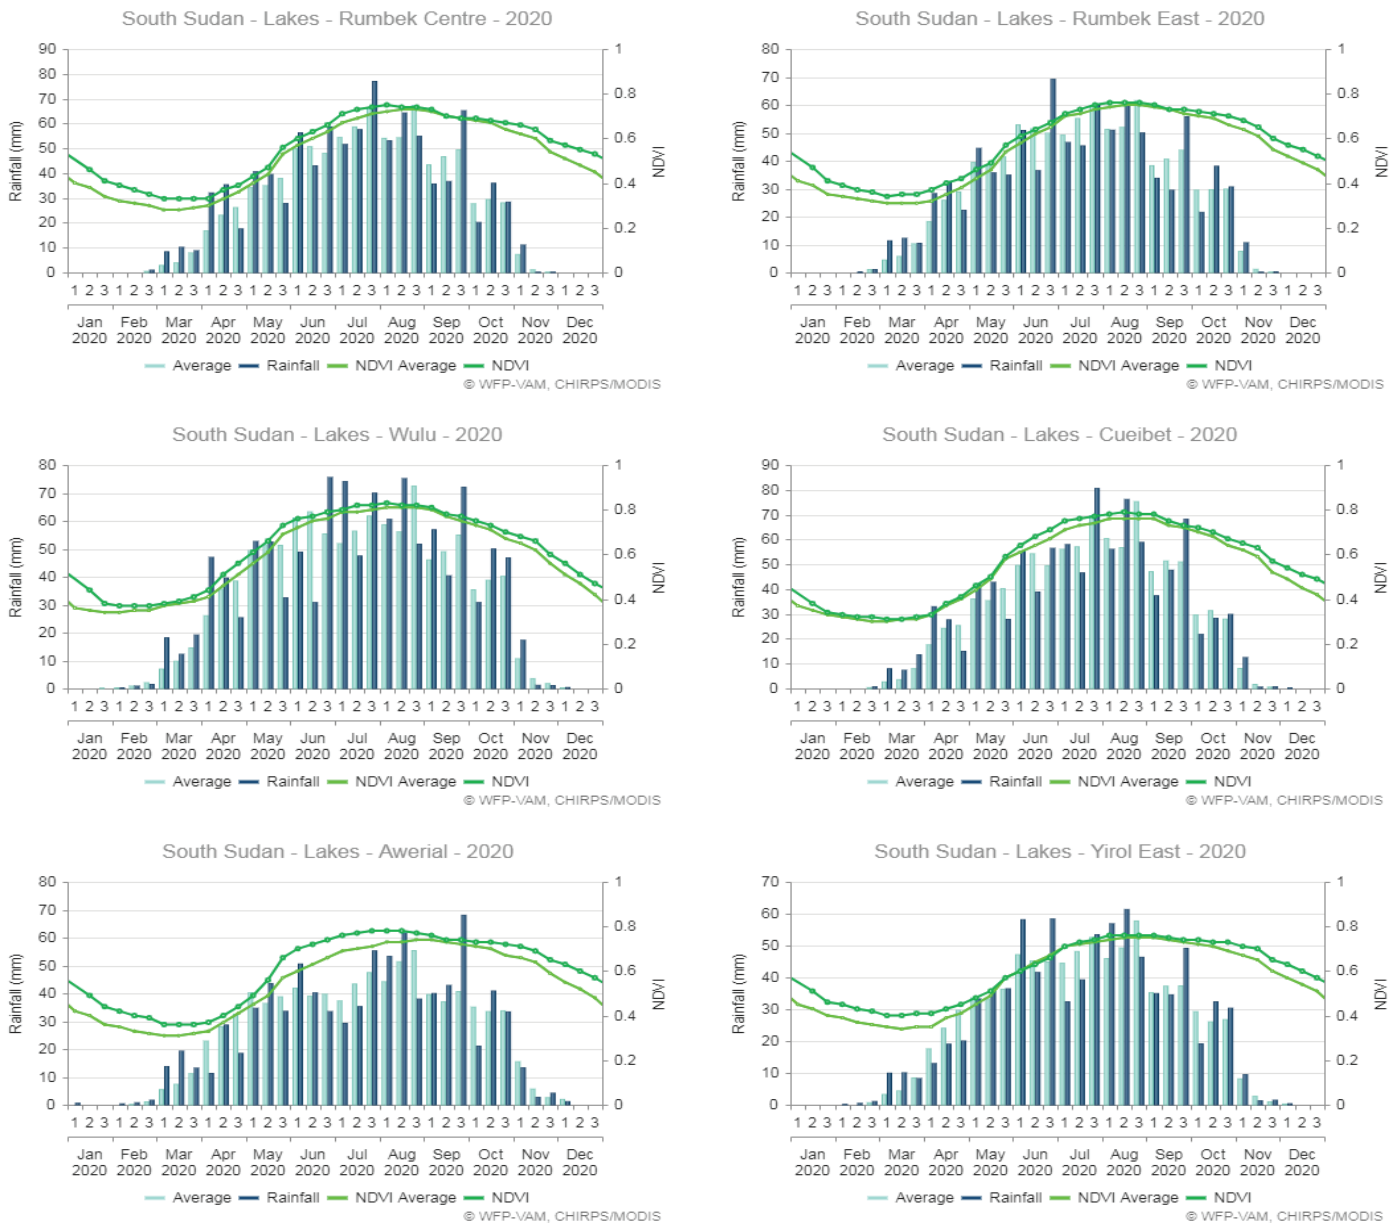 South Sudan - Lakes - Rumbek Centre - 2020
90 80 70 60 50 40 30 20 10 0
Rainfall (mm)
1 0.8 0.6 0.4 0.2 0
NDVI
1 2 3 1 2 3 1 2 3 1 2 3 1 2 3 1 2 3 1 2 3 1 2 3 1 2 3 1 2 3 1 2 3 1 2 3
Jan Feb Mar Apr May Jun Jul Aug Sep Oct Nov Dec
2020 2020 2020 2020 2020 2020 2020 2020 2020 2020 2020 2020
Average Rainfall NDVI Average NDVI
© WFP-VAM, CHIRPS/MODIS
South Sudan - Lakes - Rumbek East - 2020
80 70 60 50 40 30 20 10 0
Rainfall (mm)
1 0.8 0.6 0.4 0.2 0
NDVI
1 2 3 1 2 3 1 2 3 1 2 3 1 2 3 1 2 3 1 2 3 1 2 3 1 2 3 1 2 3 1 2 3 1 2 3
Jan Feb Mar Apr May Jun Jul Aug Sep Oct Nov Dec
2020 2020 2020 2020 2020 2020 2020 2020 2020 2020 2020 2020
Average Rainfall NDVI Average NDVI
© WFP-VAM, CHIRPS/MODIS
South Sudan - Lakes - Wulu - 2020
80 70 60 50 40 30 20 10 0
Rainfall (mm)
1 0.8 0.6 0.4 0.2 0
NDVI
1 2 3 1 2 3 1 2 3 1 2 3 1 2 3 1 2 3 1 2 3 1 2 3 1 2 3 1 2 3 1 2 3 1 2 3
Jan Feb Mar Apr May Jun Jul Aug Sep Oct Nov Dec
2020 2020 2020 2020 2020 2020 2020 2020 2020 2020 2020 2020
Average Rainfall NDVI Average NDVI
© WFP-VAM, CHIRPS/MODIS
South Sudan - Lakes - Cueibet - 2020
90 80 70 60 50 40 30 20 10 0
Rainfall (mm)
1 0.8 0.6 0.4 0.2 0
NDVI
1 2 3 1 2 3 1 2 3 1 2 3 1 2 3 1 2 3 1 2 3 1 2 3 1 2 3 1 2 3 1 2 3 1 2 3
Jan Feb Mar Apr May Jun Jul Aug Sep Oct Nov Dec
2020 2020 2020 2020 2020 2020 2020 2020 2020 2020 2020 2020
Average Rainfall NDVI Average NDVI
© WFP-VAM, CHIRPS/MODIS
South Sudan - Lakes - Awerial - 2020
80 70 60 50 40 30 20 10 0
Rainfall (mm)
1 0.8 0.6 0.4 0.2 0
NDVI
1 2 3 1 2 3 1 2 3 1 2 3 1 2 3 1 2 3 1 2 3 1 2 3 1 2 3 1 2 3 1 2 3 1 2 3
Jan Feb Mar Apr May Jun Jul Aug Sep Oct Nov Dec
2020 2020 2020 2020 2020 2020 2020 2020 2020 2020 2020 2020
Average Rainfall NDVI Average NDVI
© WFP-VAM, CHIRPS/MODIS
South Sudan - Lakes - Yirol East - 2020
70 60 50 40 30 20 10 0
Rainfall (mm)
1 0.8 0.6 0.4 0.2 0
NDVI
1 2 3 1 2 3 1 2 3 1 2 3 1 2 3 1 2 3 1 2 3 1 2 3 1 2 3 1 2 3 1 2 3 1 2 3
Jan Feb Mar Apr May Jun Jul Aug Sep Oct Nov Dec
2020 2020 2020 2020 2020 2020 2020 2020 2020 2020 2020 2020
Average Rainfall NDVI Average NDVI
© WFP-VAM, CHIRPS/MODIS